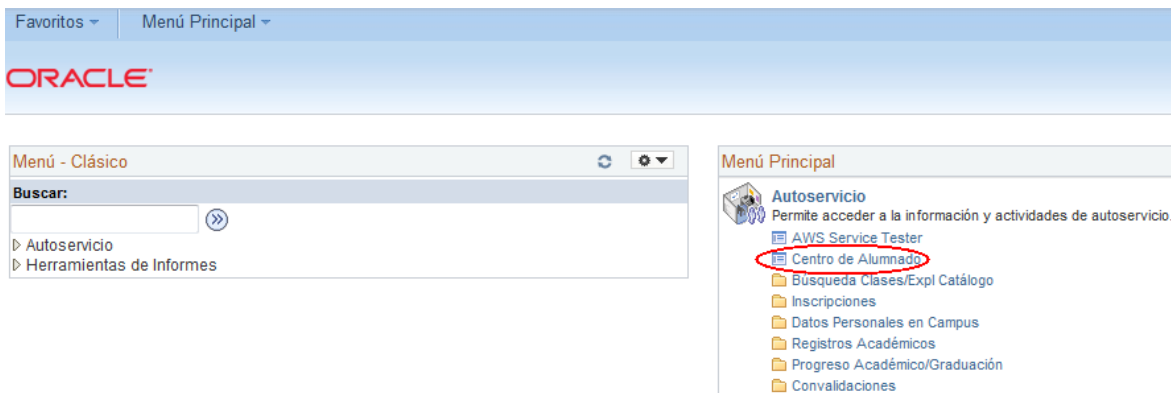 Favoritos Menú Principal
ORACLE
Menú - Clásico
Buscar:
Autoservicio
Herramientas de Informes
Menú Principal
Autoservicio
Permite acceder a la información y actividades de autoservicio.
AWS Service Tester
Centro de Alumnado
Búsqueda Clases/Expl Catálogo
Inscripciones
Datos Personales en Campus
Registros Académicos
Progreso Académico/Graduación
Convalidaciones